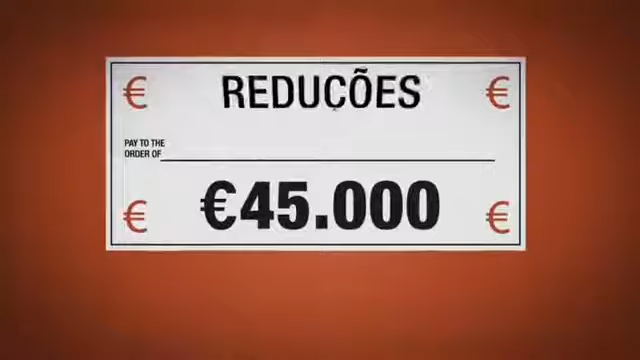 € REDUÇÕES €
PAY TO THE
ORDER OF
€ €45.000 €